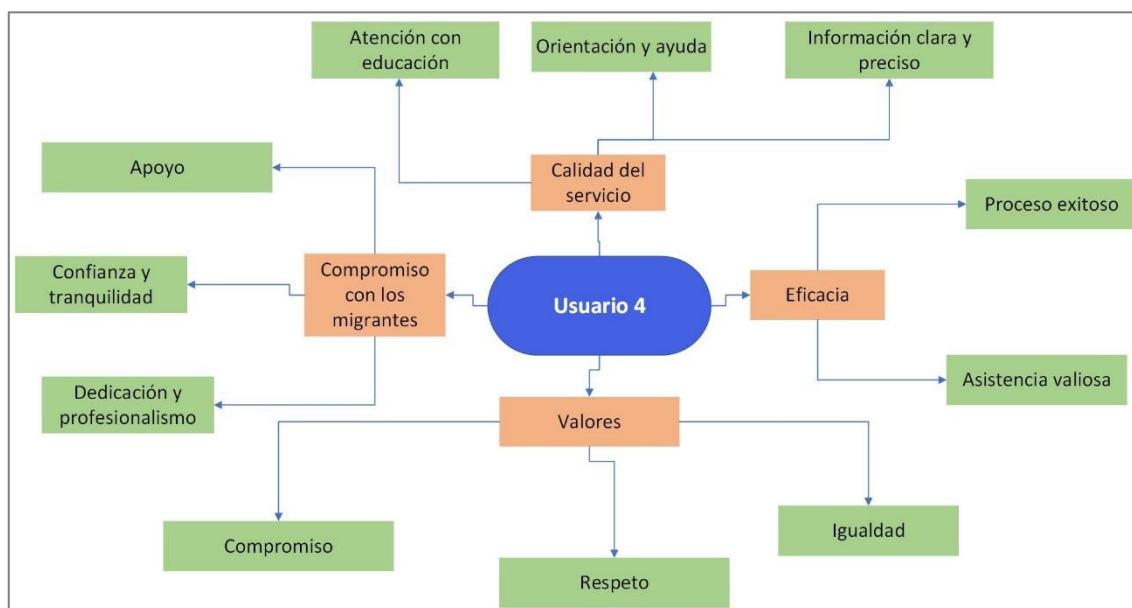 Atención con
educación
Orientación y ayuda
Información clara y
preciso
Apoyo
Calidad del
servicio
Proceso exitoso
Confianza y
tranquilidad
Compromiso
con los
migrantes
Usuario 4
Eficacia
Dedicación y
profesionalismo
Valores
Asistencia valiosa
Compromiso
Respeto
Igualdad